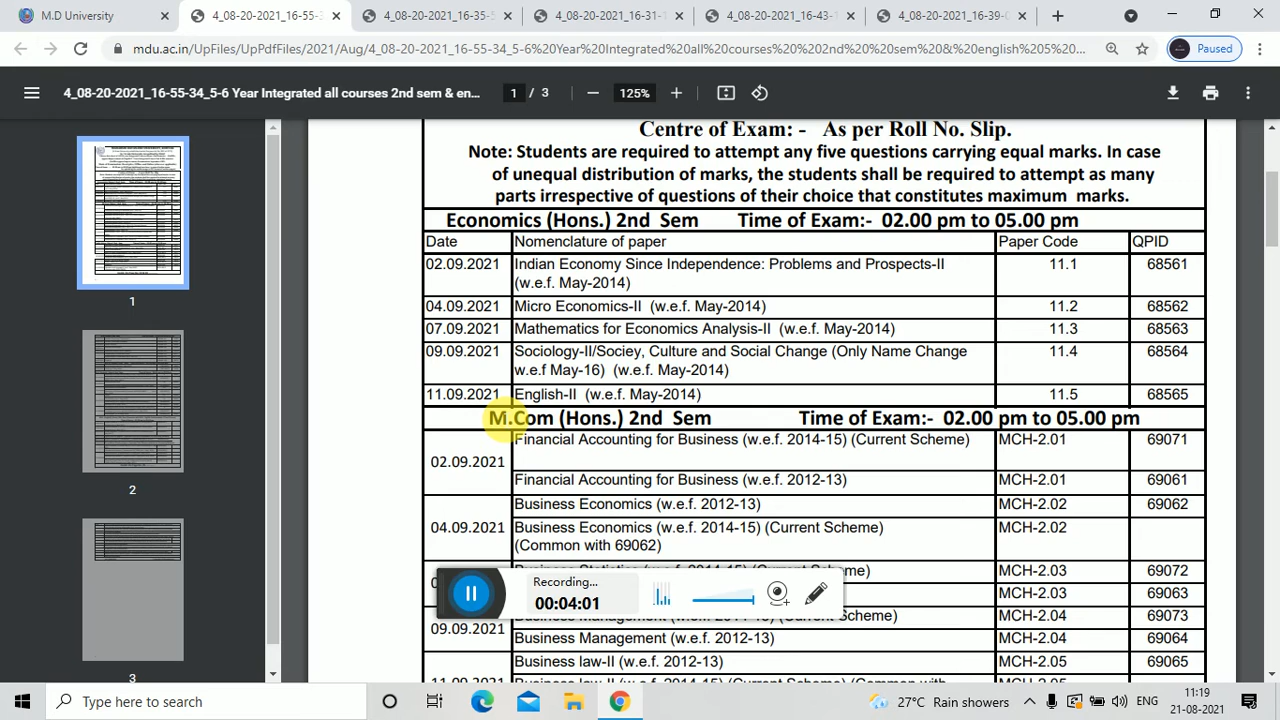 M.D University
4_08-20-2021_16-55-3
4_08-20-2021_16-35-5
4_08-20-2021_16-31-1
4_08-20-2021_16-43-1
4_08-20-2021_16-39-0
mdu.ac.in/UpFiles/UpPdfFiles/2021/Aug/4_08-20-2021_16-55-34_5-6%20Year%20Integrated%20all%20courses%20%202nd%20sem%20&%20english%205%20%...
Paused
4_08-20-2021_16-55-34_5-6 Year Integrated all courses 2nd sem & en...
1 / 3
125%
1
2
3
Centre of Exam: - As per Roll No. Slip.
Note: Students are required to attempt any five questions carrying equal marks. In case
of unequal distribution of marks, the students shall be required to attempt as many
parts irrespective of questions of their choice that constitutes maximum marks.
Economics (Hons.) 2nd Sem Time of Exam:- 02.00 pm to 05.00 pm
Date Nomenclature of paper Paper Code QPID
02.09.2021 Indian Economy Since Independence: Problems and Prospects-II 11.1 68561
(w.e.f. May-2014)
04.09.2021 Micro Economics-II (w.e.f. May-2014) 11.2 68562
07.09.2021 Mathematics for Economics Analysis-II (w.e.f. May-2014) 11.3 68563
09.09.2021 Sociology-II/Sociey, Culture and Social Change (Only Name Change 11.4 68564
w.e.f May-16) (w.e.f. May-2014)
11.09.2021 English-II (w.e.f. May-2014) 11.5 68565
M.Com (Hons.) 2nd Sem Time of Exam:- 02.00 pm to 05.00 pm
Financial Accounting for Business (w.e.f. 2014-15) (Current Scheme) MCH-2.01 69071
02.09.2021
Financial Accounting for Business (w.e.f. 2012-13) MCH-2.01 69061
Business Economics (w.e.f. 2012-13) MCH-2.02 69062
04.09.2021 Business Economics (w.e.f. 2014-15) (Current Scheme) MCH-2.02
(Common with 69062)
MCH-2.03 69072
MCH-2.03 69063
Business Management (w.e.f. 2014-15) (Current Scheme) MCH-2.04 69073
09.09.2021
Business Management (w.e.f. 2012-13) MCH-2.04 69064
Business law-II (w.e.f. 2012-13) MCH-2.05 69065
Recording...
00:04:01
Type here to search
27°C Rain showers
ENG
11:19
21-08-2021